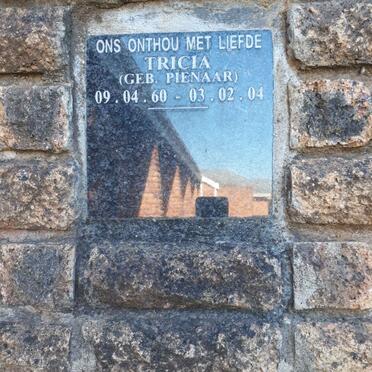 ONS ONTHOU MET LIEFDE
TRICIA
(GEB. PIENAAR)
09.04.60 - 03.02.04